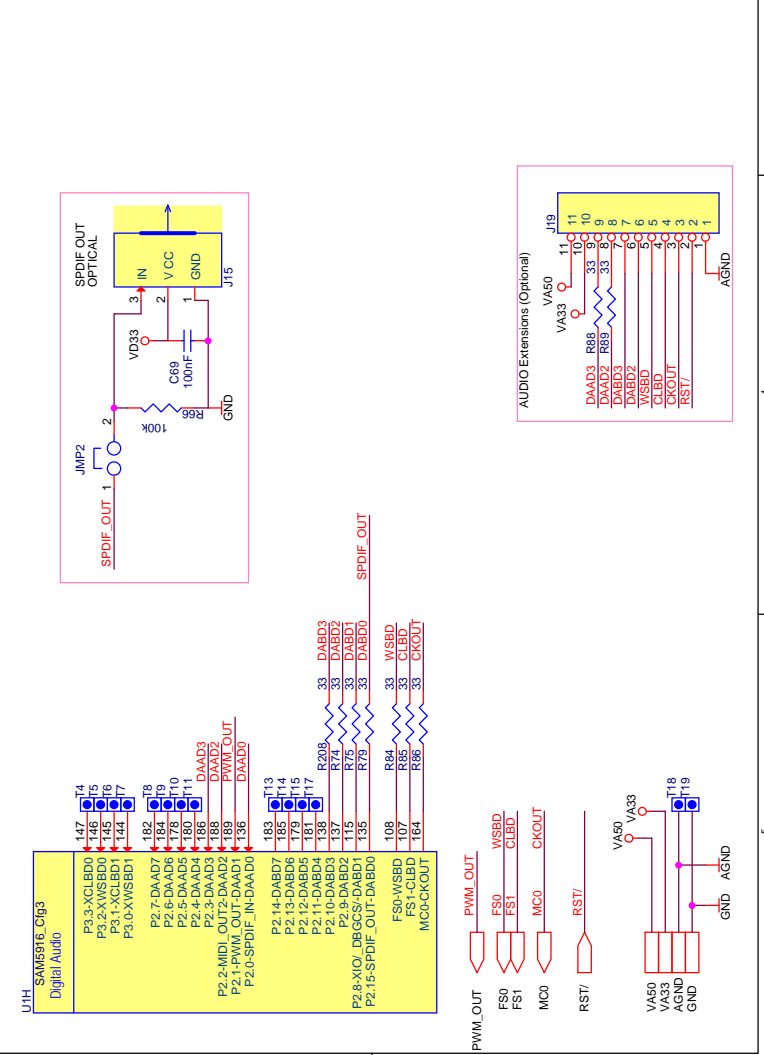 U1H
SAM5916_Cfg3
Digital Audio
P3.3-XCLBD0 147 T4
P3.2-XWSBD0 146 T5
P3.1-XCLBD1 145 T6
P3.0-XWSBD1 144 T7
P2.7-DAAD7 182 T8
P2.6-DAAD6 184 T9
P2.5-DAAD5 178 T10
P2.4-DAAD4 180 T11
P2.3-DAAD3 186 DAAD3
P2.2-MIDI_OUT2-DAAD2 188 DAAD2
P2.1-PWM_OUT-DAAD1 189 PWM_OUT
P2.0-SPDIF_IN-DAAD0 136 DAAD0
P2.14-DABD7 183 T13
P2.13-DABD6 185 T14
P2.12-DABD5 179 T15
P2.11-DABD4 181 T17
P2.10-DABD3 138 R208 33 DABD3
P2.9-DABD2 137 R74 33 DABD2
P2.8-XIO/_DBGCS/-DABD1 115 R75 33 DABD1
P2.15-SPDIF_OUT-DABD0 135 R79 33 DABD0 SPDIF_OUT
FS0-WSBD 108 R84 33 WSBD
FS1-CLBD 107 R85 33 CLBD
MC0-CKOUT 164 R86 33 CKOUT
SPDIF OUT
OPTICAL
SPDIF_OUT 1 JMP2 2
3 IN
VD33 2 VCC
1 GND
J15
C69
100nF
100k
R66
GND
PWM_OUT PWM_OUT
FS0 FS0 WSBD
FS1 FS1 CLBD
MC0 MC0 CKOUT
RST/ RST/
VA50
VA33
AGND
GND
VA50
VA33
T18
T19
GND
AGND
AUDIO Extensions (Optional)
J19
VA50 11 11
VA33 10 10
DAAD3 R88 33 9 9
DAAD2 R89 33 8 8
DABD3 7 7
DABD2 6 6
WSBD 5 5
CLBD 4 4
CKOUT 3 3
RST/ 2 2
1 1
AGND